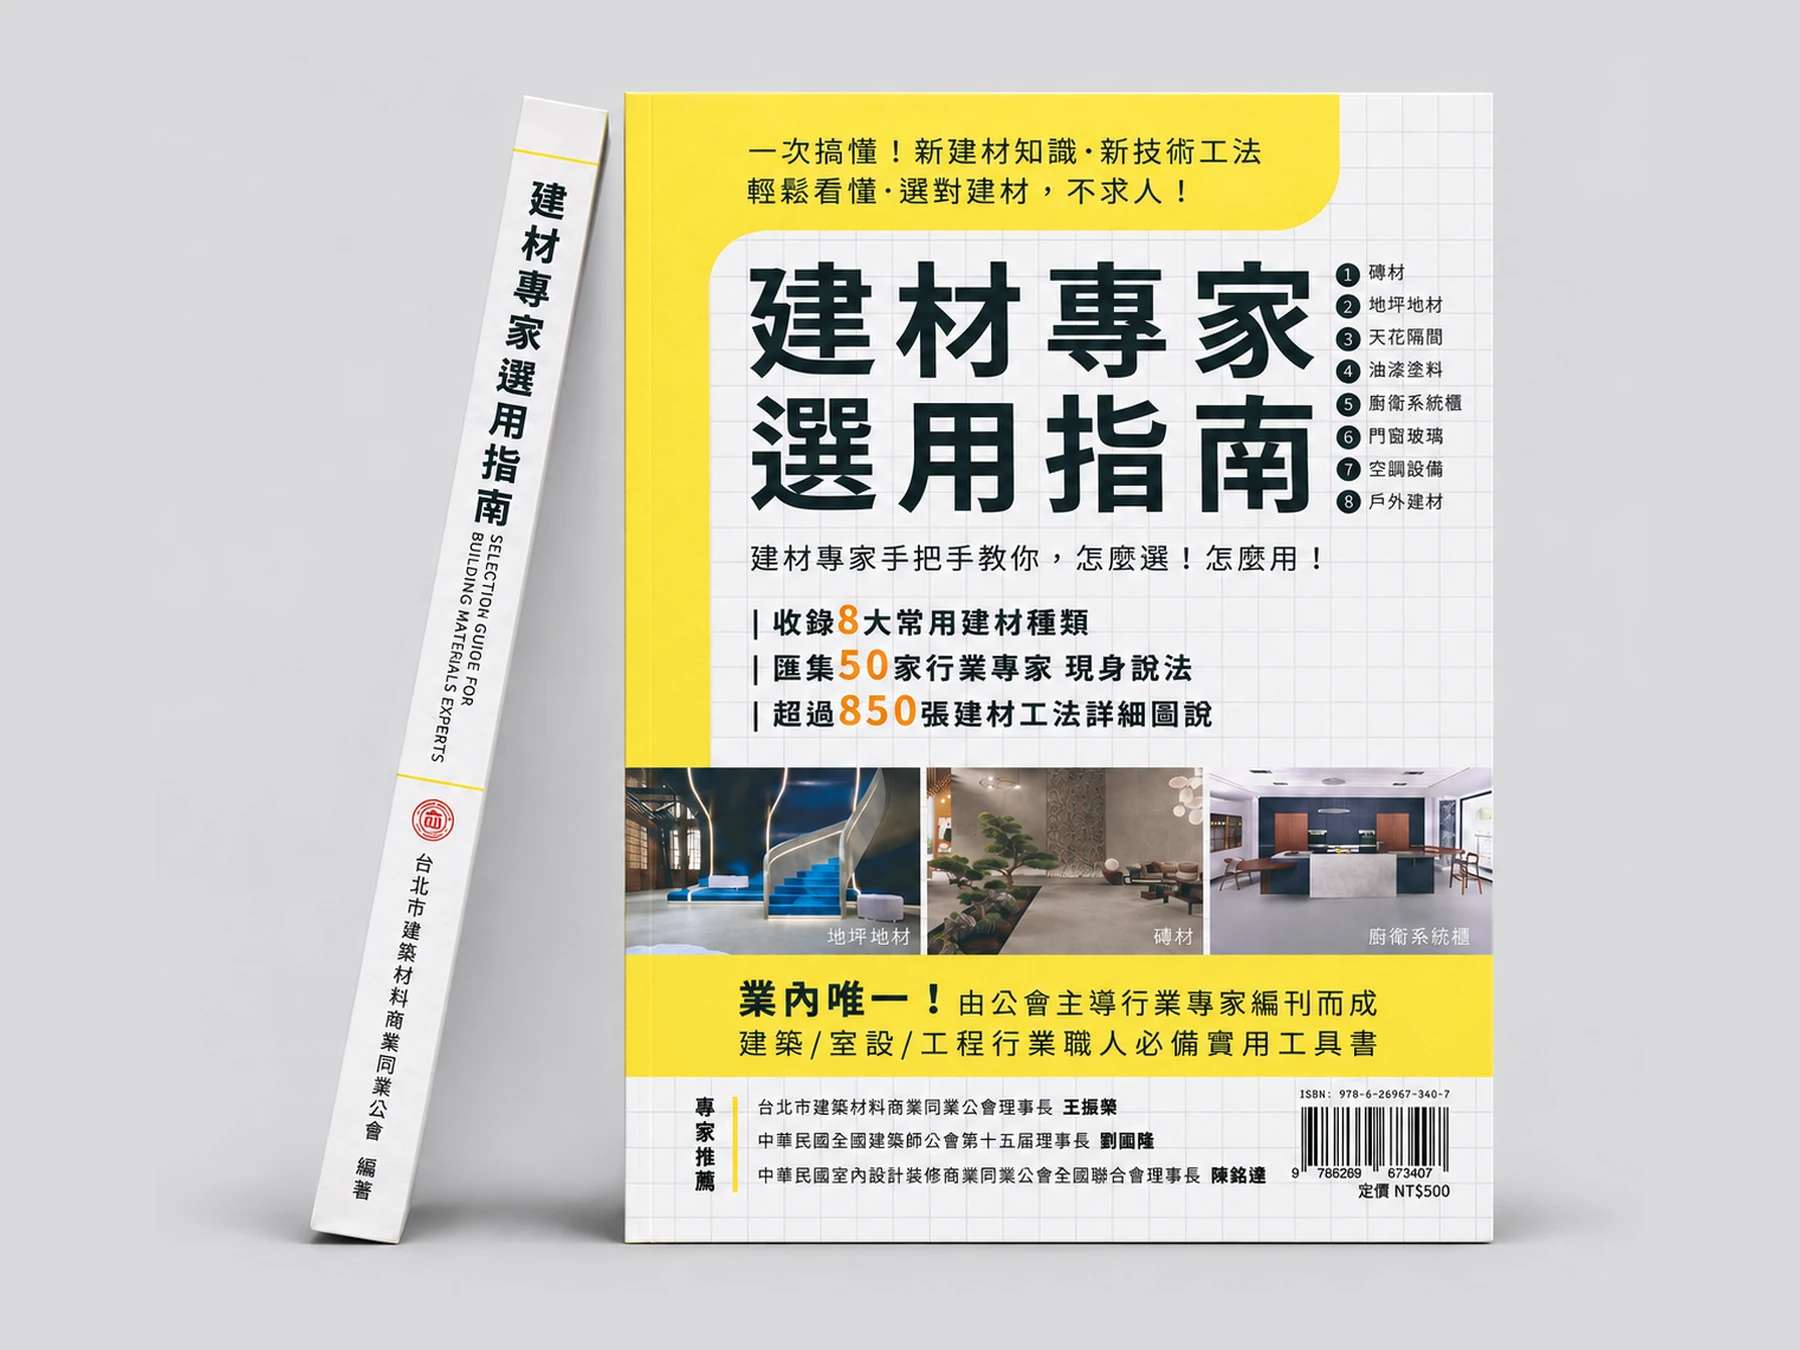 建材專家選用指南
SELECTION GUIDE FOR
BUILDING MATERIALS EXPERTS
台北市建築材料商業同業公會 編著
一次搞懂！新建材知識·新技術工法
輕鬆看懂·選對建材，不求人！
建材專家
選用指南
1 磚材
2 地坪地材
3 天花隔間
4 油漆塗料
5 廚衛系統櫃
6 門窗玻璃
7 空調設備
8 戶外建材
建材專家手把手教你，怎麼選！怎麼用！
| 收錄8大常用建材種類
| 匯集50家行業專家 現身說法
| 超過850張建材工法詳細圖說
地坪地材
磚材
廚衛系統櫃
業內唯一！由公會主導行業專家編刊而成
建築/室設/工程行業職人必備實用工具書
專家推薦
台北市建築材料商業同業公會理事長 王振榮
中華民國全國建築師公會第十五屆理事長 劉國隆
中華民國室內設計裝修商業同業公會全國聯合會理事長 陳銘達
ISBN: 978-6-26967-340-7
9 786269 673407
定價 NT$500